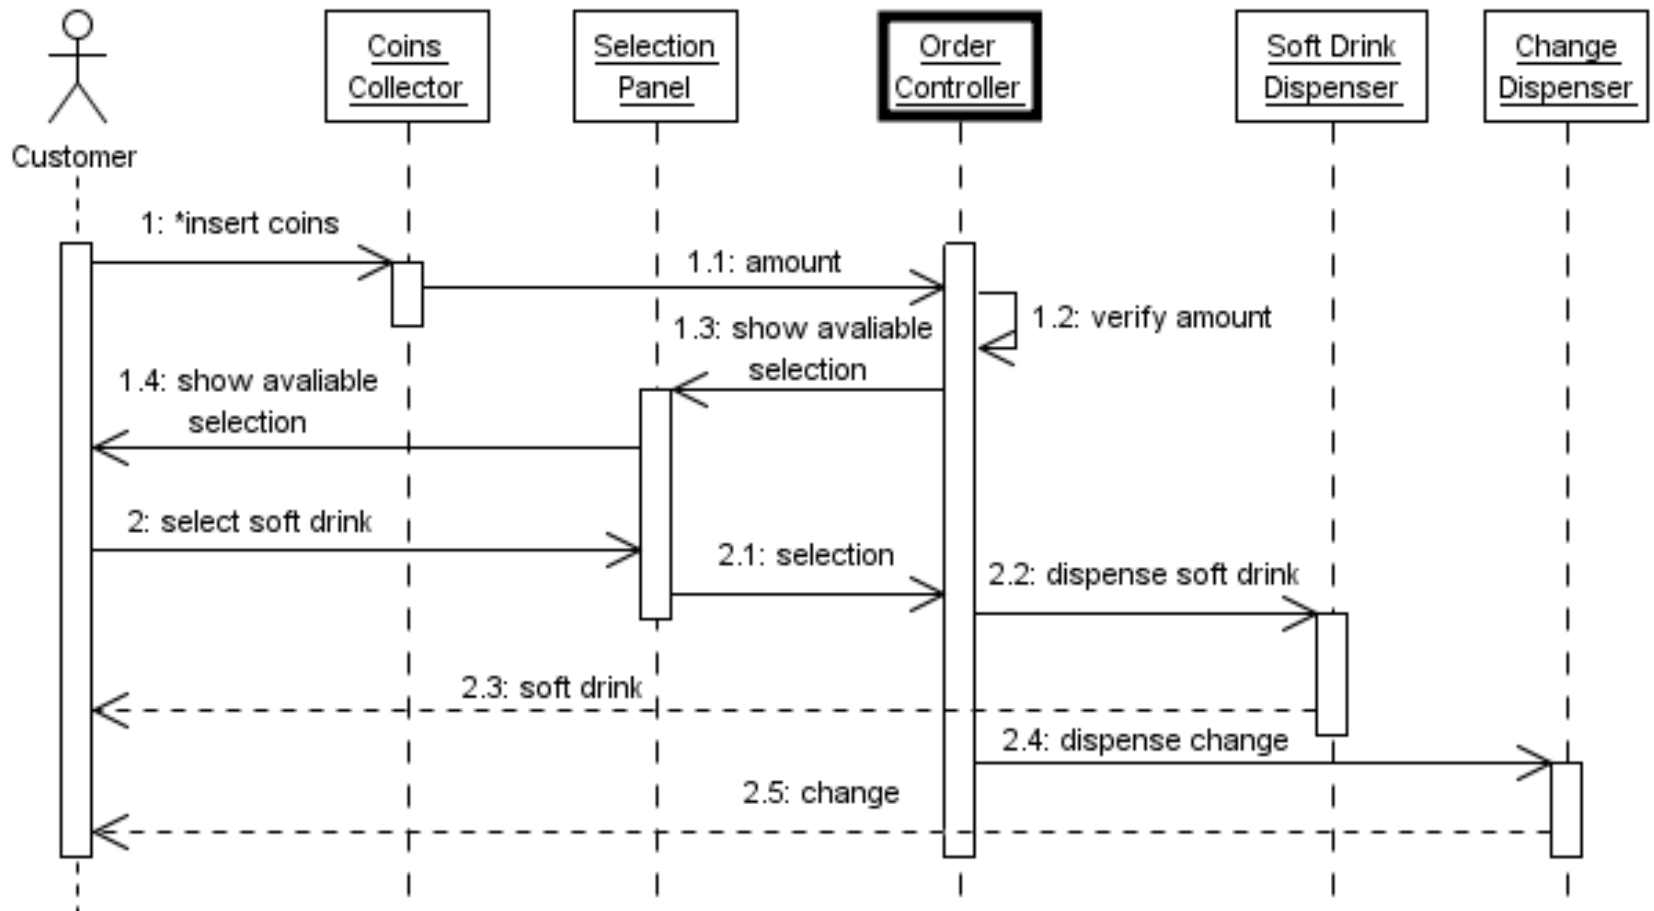 Coins
Collector
Selection
Panel
Order
Controller
Soft Drink
Dispenser
Change
Dispenser
Customer
1: *insert coins
1.1: amount
1.2: verify amount
1.3: show avaliable
selection
1.4: show avaliable
selection
2: select soft drink
2.1: selection
2.2: dispense soft drink
2.3: soft drink
2.4: dispense change
2.5: change